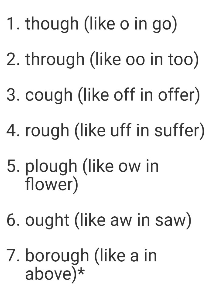 1. though (like o in go)
2. through (like oo in too)
3. cough (like off in offer)
4. rough (like uff in suffer)
5. plough (like ow in
flower)
6. ought (like aw in saw)
7. borough (like a in
above)*